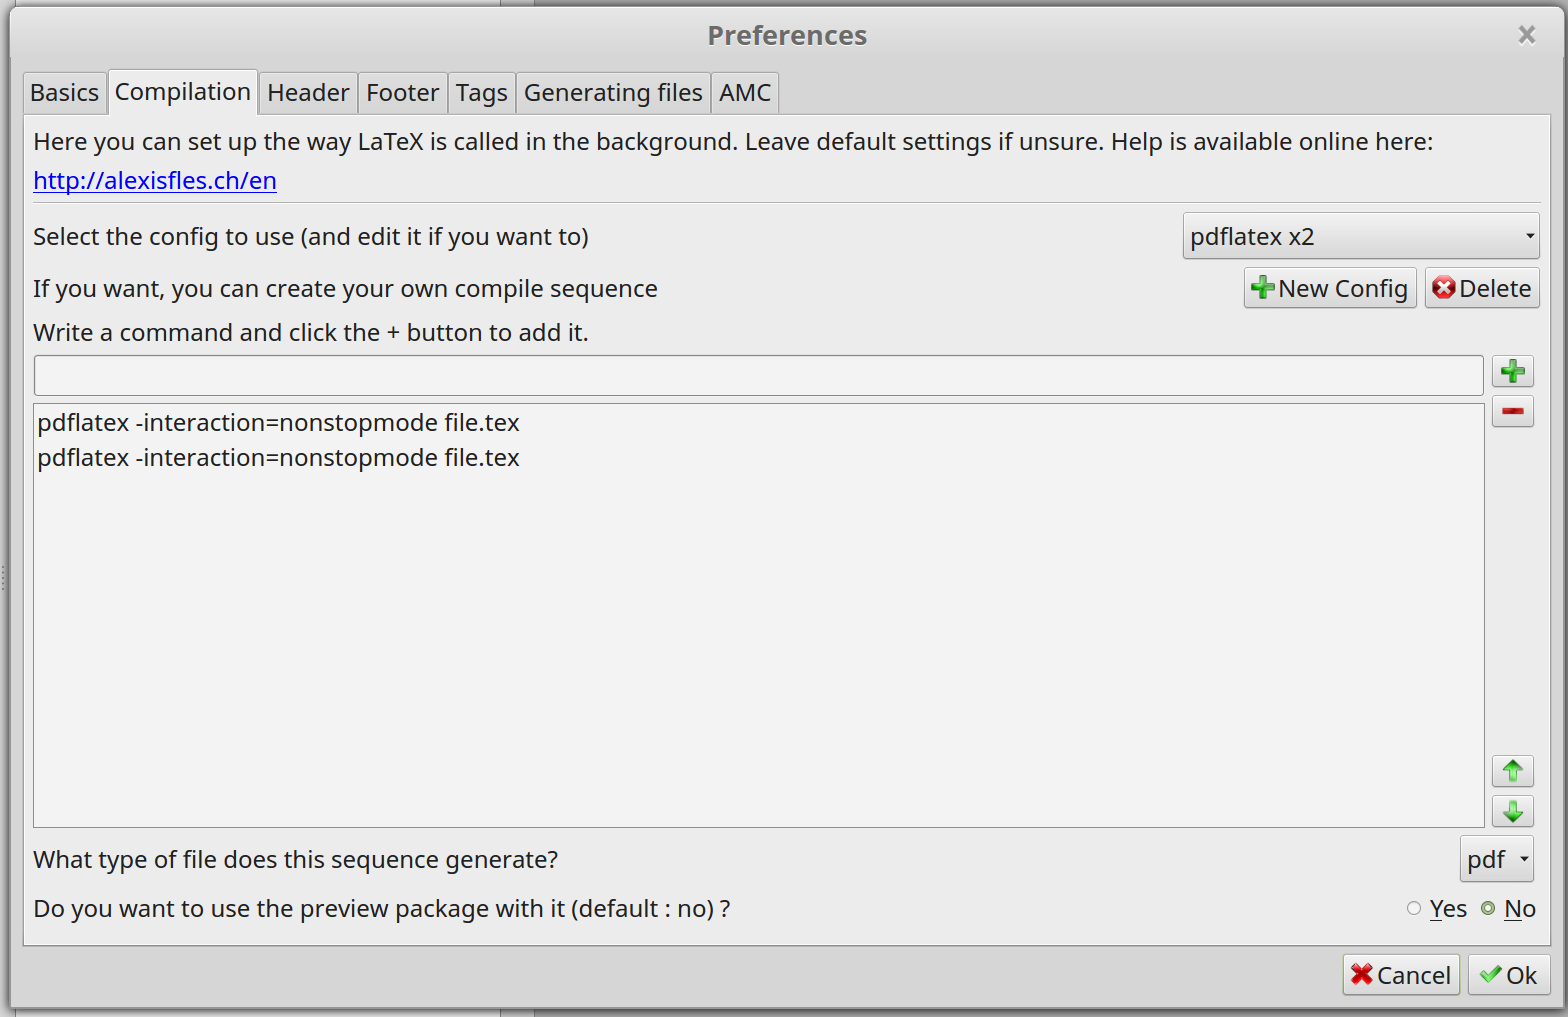 Preferences
Basics Compilation Header Footer Tags Generating files AMC
Here you can set up the way LaTeX is called in the background. Leave default settings if unsure. Help is available online here:
http://alexisfles.ch/en
Select the config to use (and edit it if you want to) pdflatex x2
If you want, you can create your own compile sequence New Config Delete
Write a command and click the + button to add it.
pdflatex -interaction=nonstopmode file.tex
pdflatex -interaction=nonstopmode file.tex
What type of file does this sequence generate? pdf
Do you want to use the preview package with it (default : no) ? Yes No
Cancel Ok